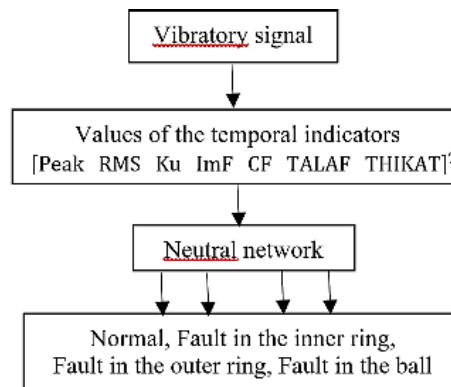 Vibratory signal
Values of the temporal indicators
[Peak RMS Ku ImF CF TALAF THIKAT]
Neutral network
Normal, Fault in the inner ring,
Fault in the outer ring, Fault in the ball